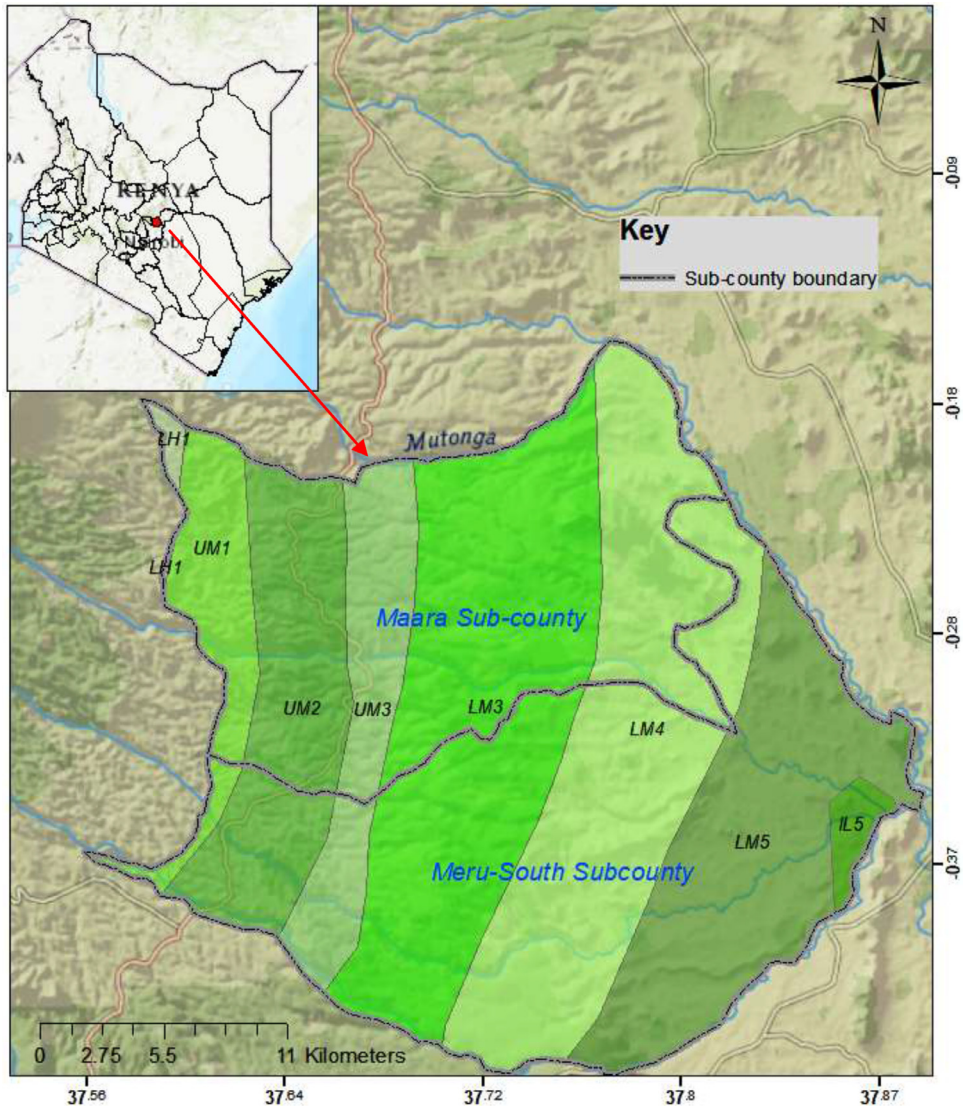 DA
KENYA
Nairobi
N
Key
Sub-county boundary
-0.09
-0.18
-0.28
-0.37
Mutonga
LH1
LH1
UM1
Maara Sub-county
UM2
UM3
LM3
LM4
LM5
IL5
Meru-South Subcounty
0 2.75 5.5 11 Kilometers
37.56 37.64 37.72 37.8 37.87